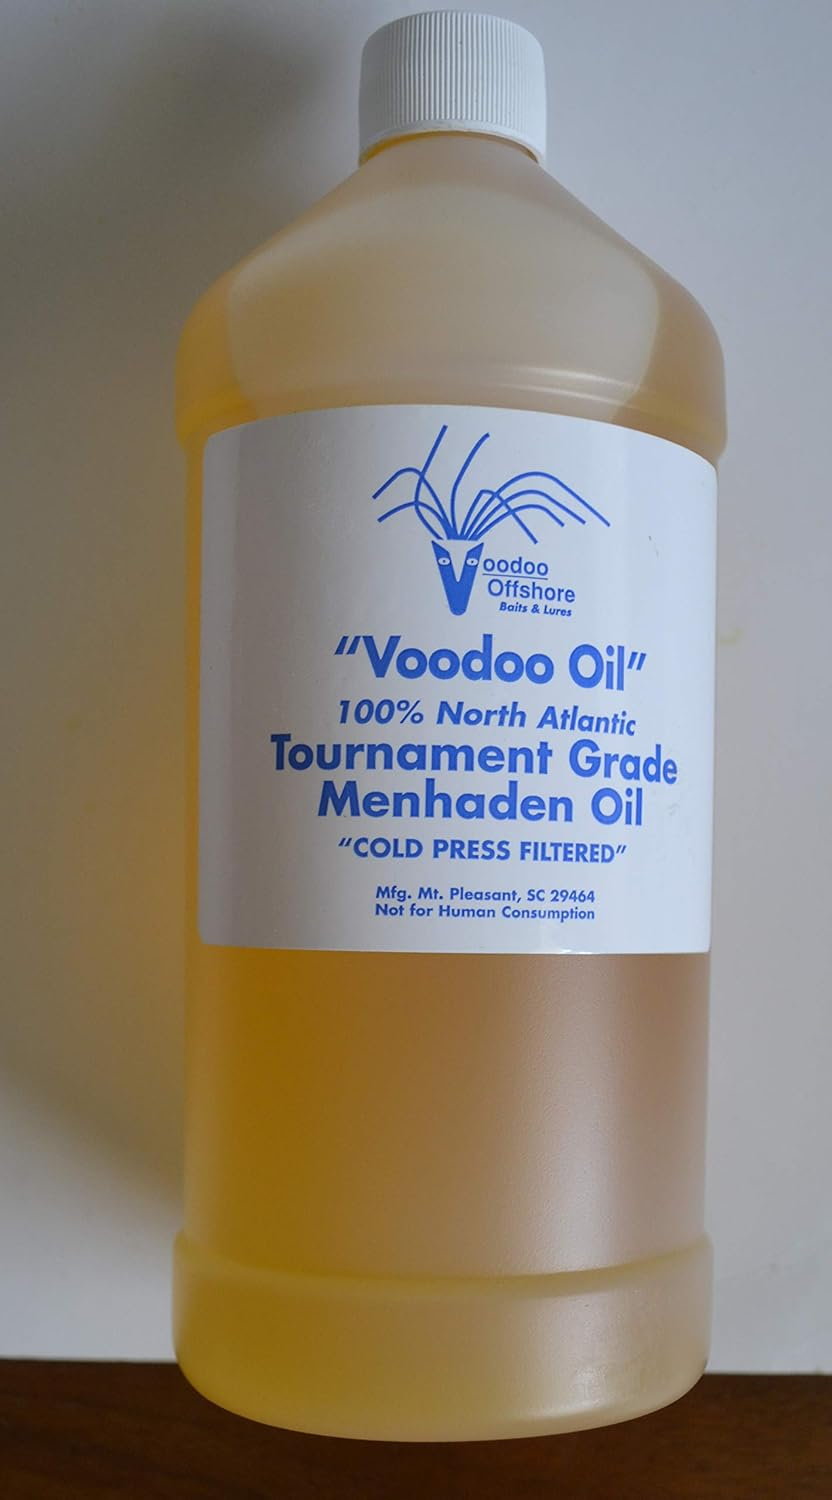 Voodoo
Offshore
Baits & Lures
"Voodoo Oil"
100% North Atlantic
Tournament Grade
Menhaden Oil
"COLD PRESS FILTERED"
Mfg. Mt. Pleasant, SC 29464
Not for Human Consumption